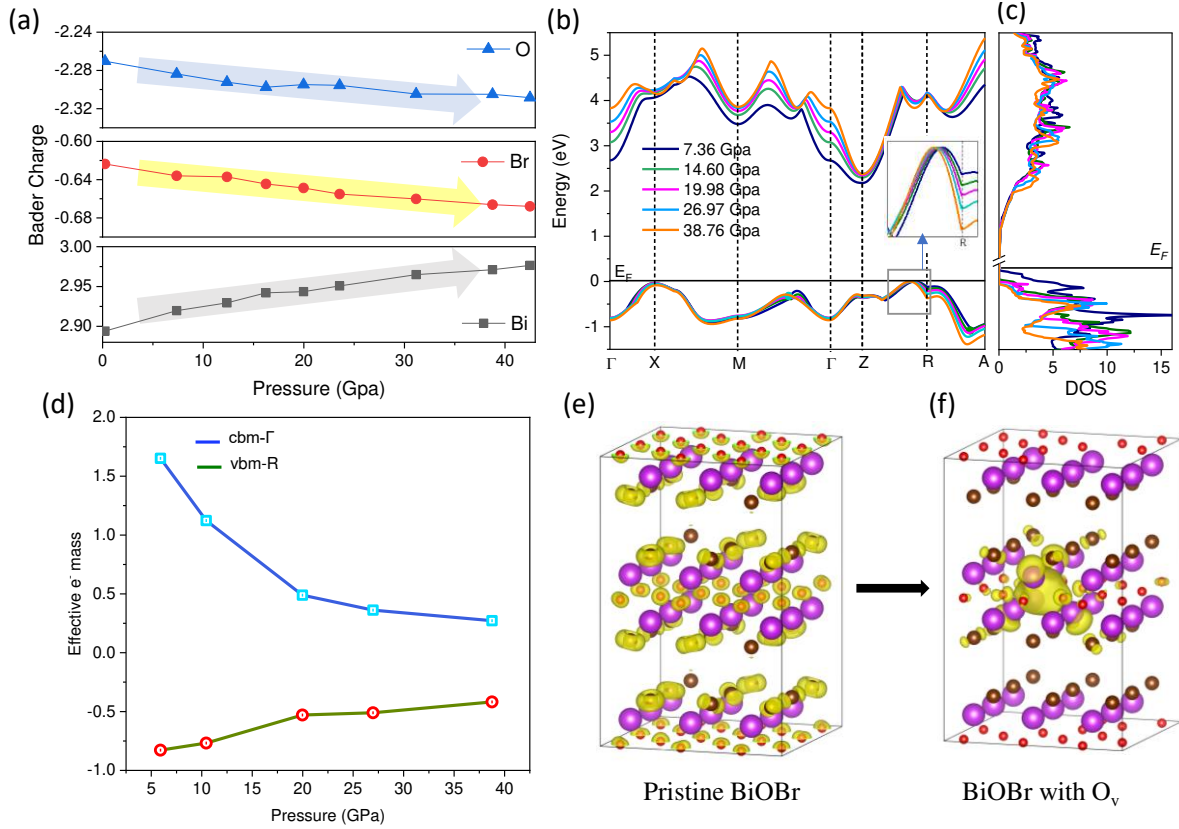 (a)
-2.24
-2.28
-2.32
O
-0.60
-0.64
-0.68
Br
3.00
2.95
2.90
Bi
Bader Charge
0 10 20 30 40
Pressure (Gpa)
(b)
5
4
3
2
1
0
-1
Energy (eV)
7.36 Gpa
14.60 Gpa
19.98 Gpa
26.97 Gpa
38.76 Gpa
R
E_F
Γ X M Γ Z R A
(c)
E_F
0 5 10 15
DOS
(d)
2.0
1.5
1.0
0.5
0.0
-0.5
-1.0
Effective e⁻ mass
cbm-Γ
vbm-R
5 10 15 20 25 30 35 40
Pressure (GPa)
(e)
Pristine BiOBr
(f)
BiOBr with Oᵥ